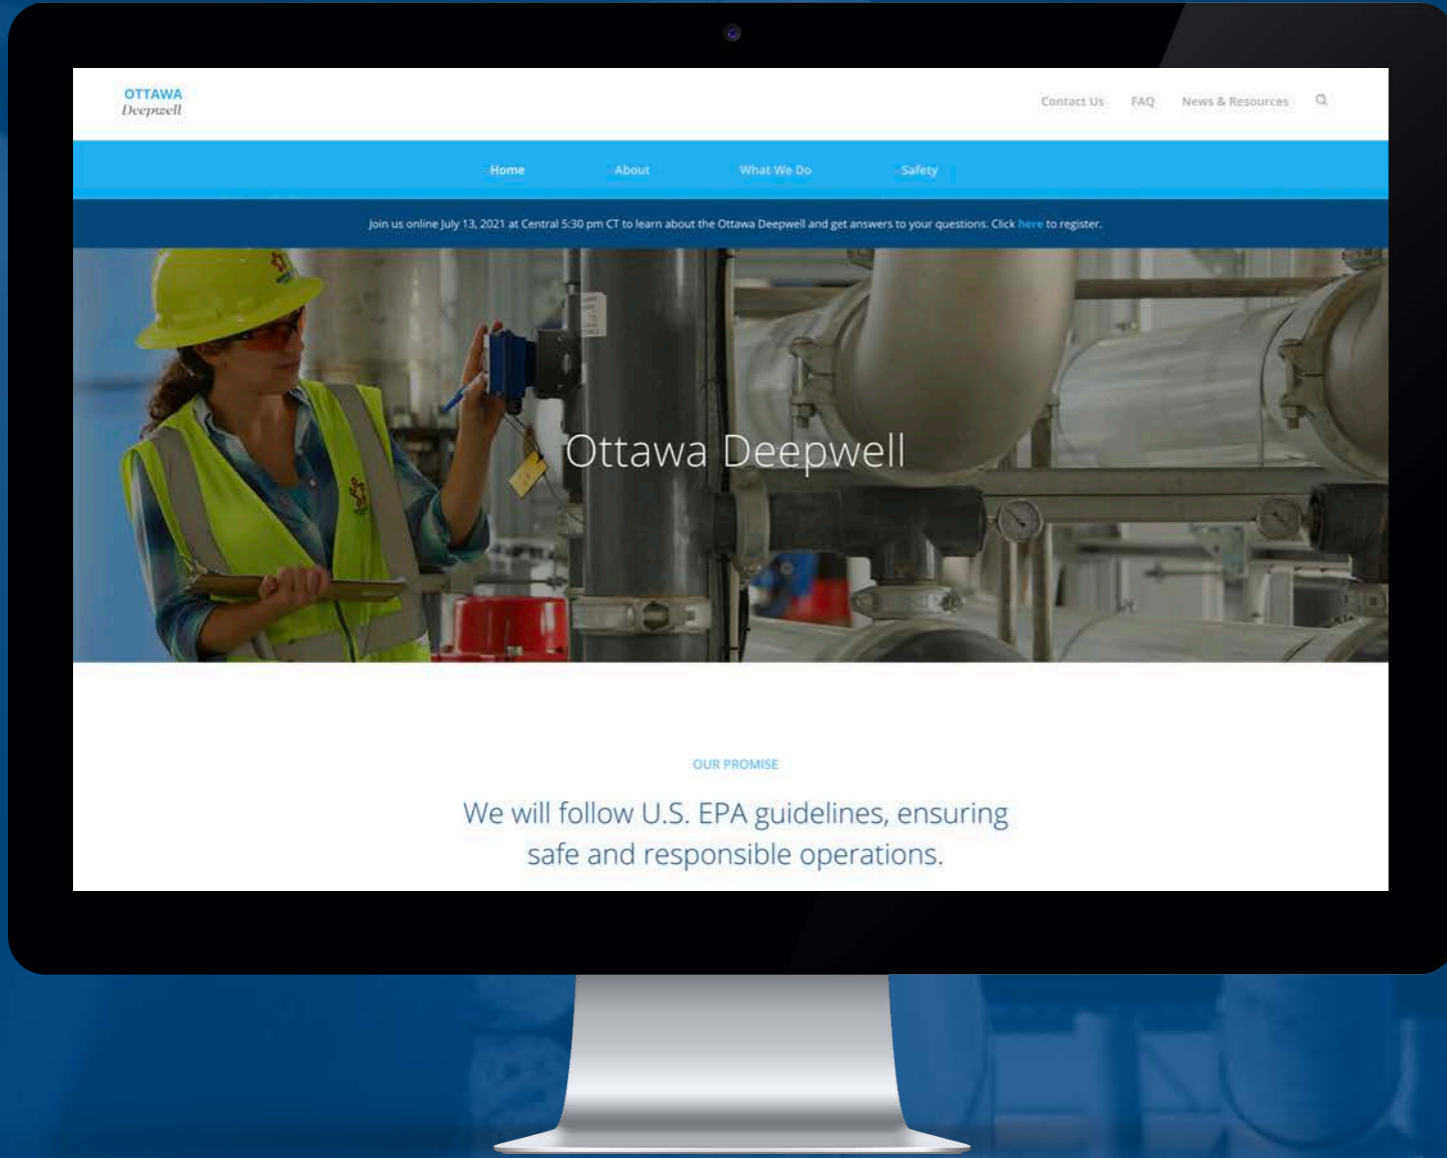 OTTAWA
Deepwell
Contact Us FAQ News & Resources
Home About What We Do Safety
Join us online July 13, 2021 at Central 5:30 pm CT to learn about the Ottawa Deepwell and get answers to your questions. Click here to register.
Ottawa Deepwell
OUR PROMISE
We will follow U.S. EPA guidelines, ensuring
safe and responsible operations.